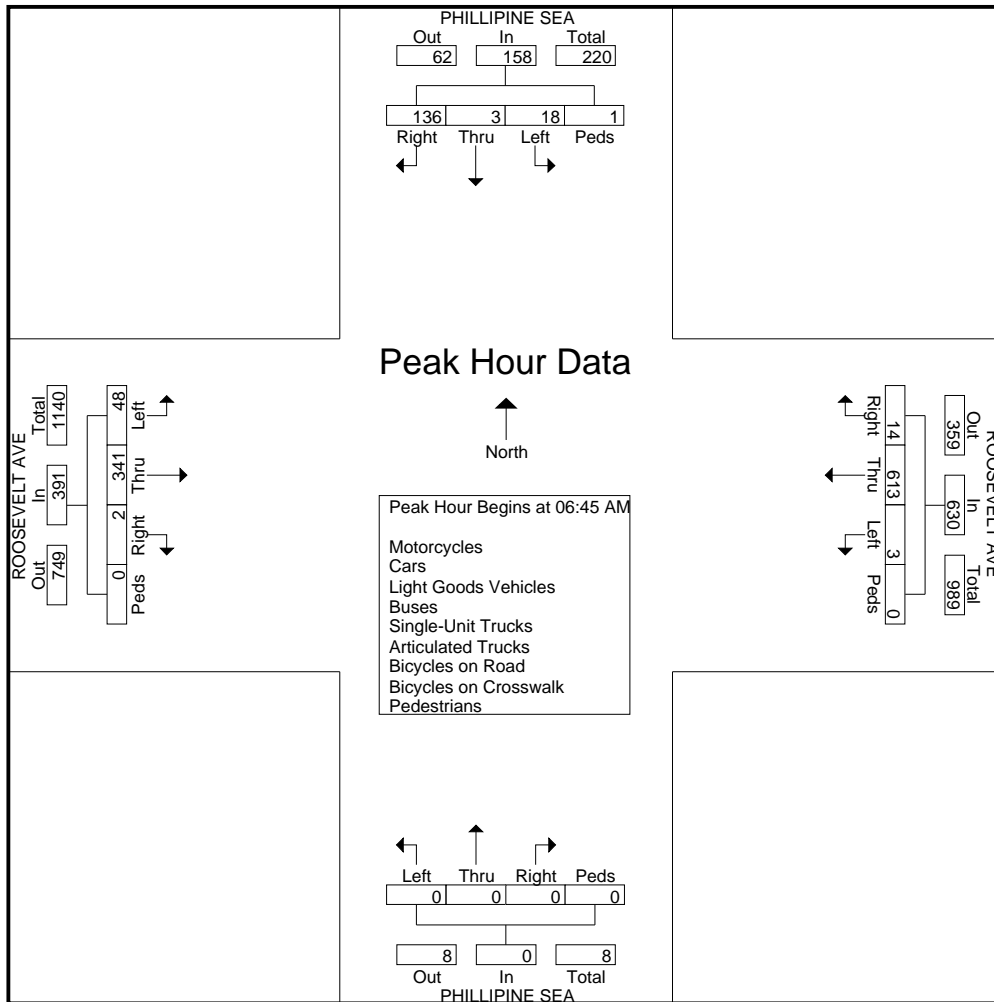 PHILLIPINE SEA
Out In Total
62 158 220
136 3 18 1
Right Thru Left Peds
Peak Hour Data
North
Peak Hour Begins at 06:45 AM
Motorcycles
Cars
Light Goods Vehicles
Buses
Single-Unit Trucks
Articulated Trucks
Bicycles on Road
Bicycles on Crosswalk
Pedestrians
ROOSEVELT AVE
Out In Total
749 391 1140
0 2 341 48
Peds Right Thru Left
ROOSEVELT AVE
Out In Total
359 630 989
14 613 3 0
Right Thru Left Peds
Left Thru Right Peds
0 0 0 0
8 0 8
Out In Total
PHILLIPINE SEA